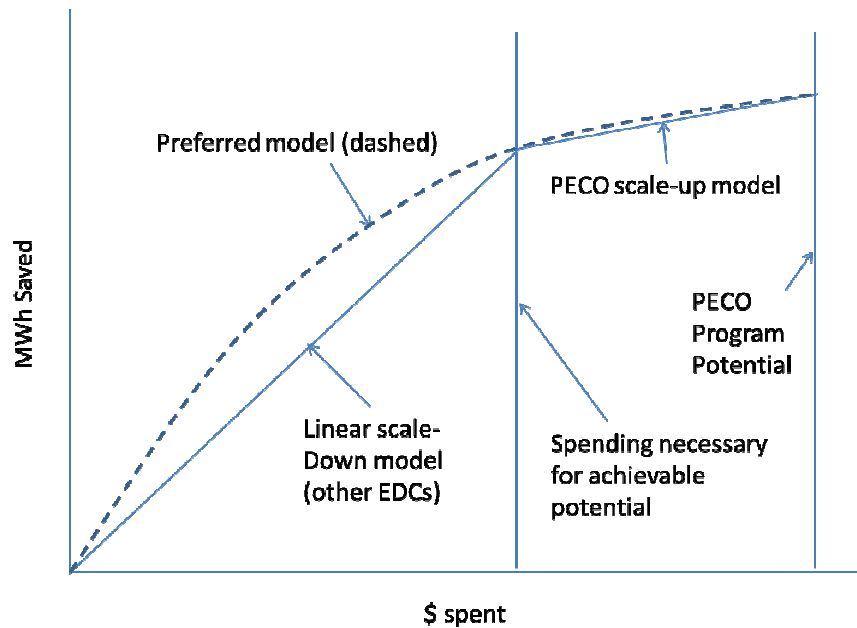 Preferred model (dashed)
PECO scale-up model
MWh Saved
PECO
Program
Potential
Linear scale-
Down model
(other EDCs)
Spending necessary
for achievable
potential
$ spent